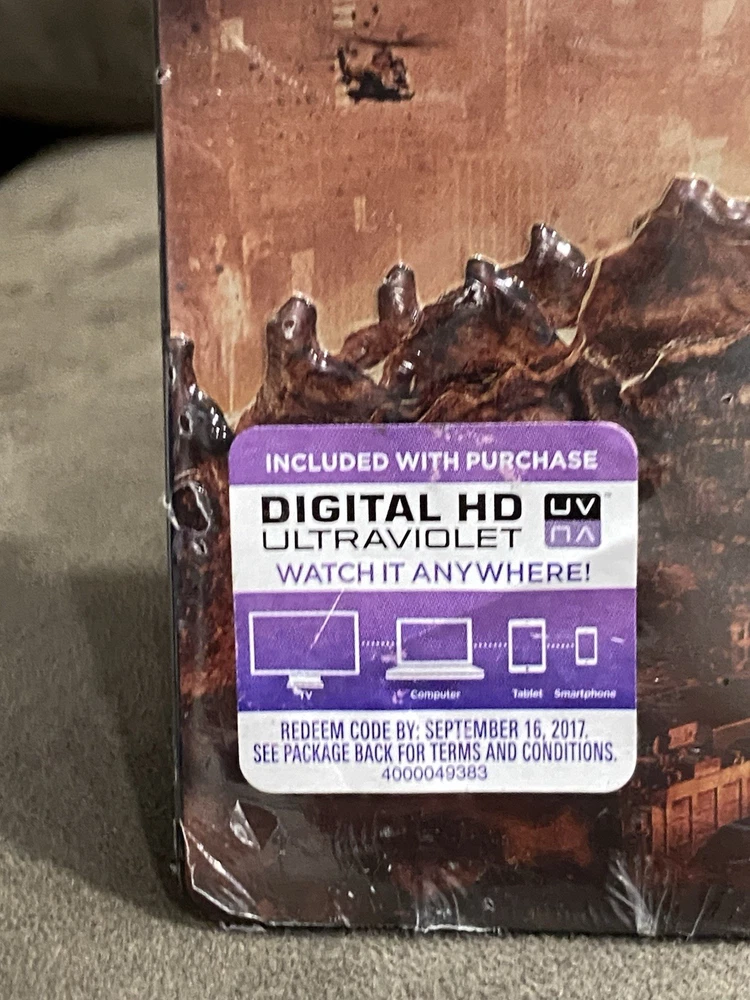 INCLUDED WITH PURCHASE
DIGITAL HD UV
ULTRAVIOLET
WATCH IT ANYWHERE!
TV Computer Tablet Smartphone
REDEEM CODE BY: SEPTEMBER 16, 2017.
SEE PACKAGE BACK FOR TERMS AND CONDITIONS.
4000049383